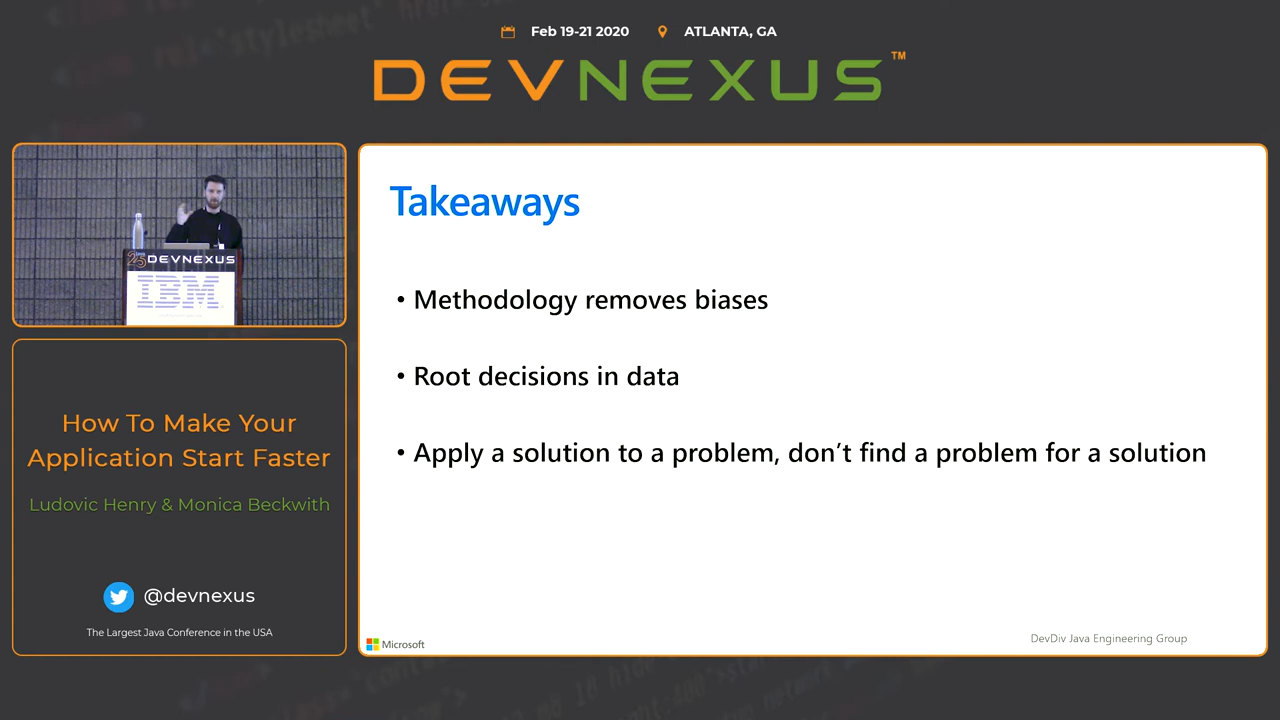 Feb 19-21 2020
ATLANTA, GA
DEVNEXUS™
25 DEVNEXUS
IBM
How To Make Your
Application Start Faster
Ludovic Henry & Monica Beckwith
@devnexus
The Largest Java Conference in the USA
Takeaways
• Methodology removes biases
• Root decisions in data
• Apply a solution to a problem, don’t find a problem for a solution
Microsoft
DevDiv Java Engineering Group